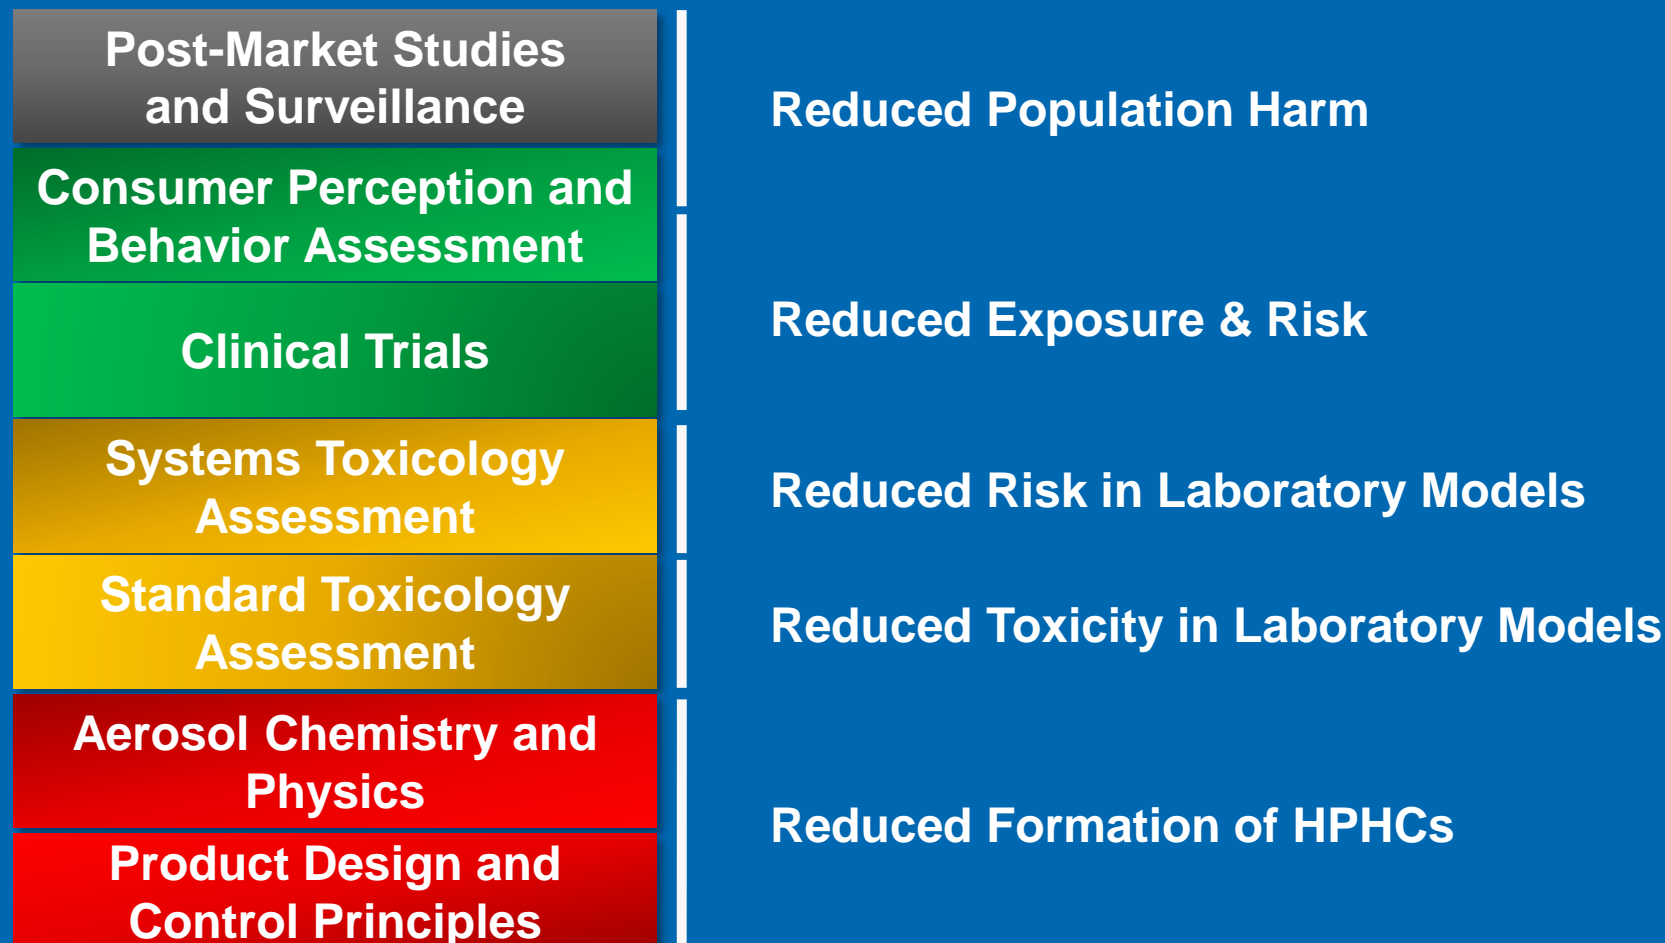 Post-Market Studies
and Surveillance
Reduced Population Harm
Consumer Perception and
Behavior Assessment
Clinical Trials
Reduced Exposure & Risk
Systems Toxicology
Assessment
Reduced Risk in Laboratory Models
Standard Toxicology
Assessment
Reduced Toxicity in Laboratory Models
Aerosol Chemistry and
Physics
Product Design and
Control Principles
Reduced Formation of HPHCs